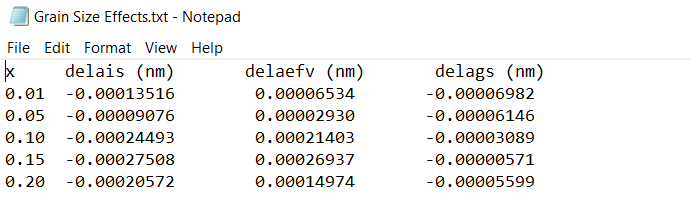 Grain Size Effects.txt - Notepad
File Edit Format View Help
x delais (nm) delaefv (nm) delags (nm)
0.01 -0.00013516 0.00006534 -0.00006982
0.05 -0.00009076 0.00002930 -0.00006146
0.10 -0.00024493 0.00021403 -0.00003089
0.15 -0.00027508 0.00026937 -0.00000571
0.20 -0.00020572 0.00014974 -0.00005599